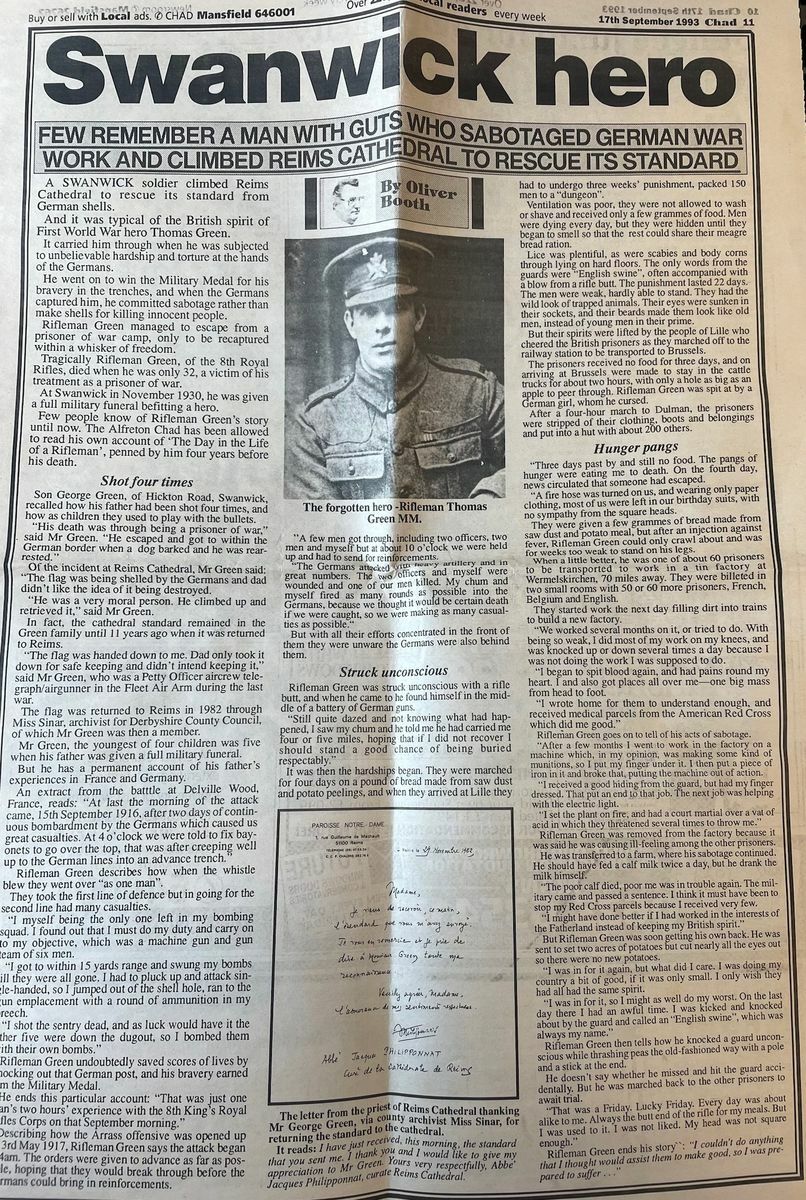 Buy or sell with Local ads. ✆ CHAD Mansfield 646001
Over
local readers every week
17th September 1993 Chad 11
Swanwick hero
FEW REMEMBER A MAN WITH GUTS WHO SABOTAGED GERMAN WAR
WORK AND CLIMBED REIMS CATHEDRAL TO RESCUE ITS STANDARD
A SWANWICK soldier climbed Reims
Cathedral to rescue its standard from
German shells.
And it was typical of the British spirit of
First World War hero Thomas Green.
It carried him through when he was subjected
to unbelievable hardship and torture at the hands
of the Germans.
He went on to win the Military Medal for his
bravery in the trenches, and when the Germans
captured him, he committed sabotage rather than
make shells for killing innocent people.
Rifleman Green managed to escape from a
prisoner of war camp, only to be recaptured
within a whisker of freedom.
Tragically Rifleman Green, of the 8th Royal
Rifles, died when he was only 32, a victim of his
treatment as a prisoner of war.
At Swanwick in November 1930, he was given
a full military funeral befitting a hero.
Few people know of Rifleman Green's story
until now. The Alfreton Chad has been allowed
to read his own account of 'The Day in the Life
of a Rifleman', penned by him four years before
his death.
Shot four times
Son George Green, of Hickton Road, Swanwick,
recalled how his father had been shot four times, and
how as children they used to play with the bullets.
"His death was through being a prisoner of war,"
said Mr Green. "He escaped and got to within the
German border when a dog barked and he was rear-
rested."
Of the incident at Reims Cathedral, Mr Green said:
"The flag was being shelled by the Germans and dad
didn't like the idea of it being destroyed.
"He was a very moral person. He climbed up and
retrieved it," said Mr Green.
In fact, the cathedral standard remained in the
Green family until 11 years ago when it was returned
to Reims.
"The flag was handed down to me. Dad only took it
down for safe keeping and didn't intend keeping it,"
said Mr Green, who was a Petty Officer aircrew tele-
graph/airgunner in the Fleet Air Arm during the last
war.
The flag was returned to Reims in 1982 through
Miss Sinar, archivist for Derbyshire County Council,
of which Mr Green was then a member.
Mr Green, the youngest of four children was five
when his father was given a full military funeral.
But he has a permanent account of his father's
experiences in France and Germany.
An extract from the batttle at Delville Wood,
France, reads: "At last the morning of the attack
came, 15th September 1916, after two days of contin-
uous bombardment by the Germans which caused us
great casualties. At 4 o'clock we were told to fix bay-
onets to go over the top, that was after creeping well
up to the German lines into an advance trench."
Rifleman Green describes how when the whistle
blew they went over "as one man".
They took the first line of defence but in going for the
second line had many casualties.
"I myself being the only one left in my bombing
squad. I found out that I must do my duty and carry on
to my objective, which was a machine gun and gun
team of six men.
"I got to within 15 yards range and swung my bombs
till they were all gone. I had to pluck up and attack sin-
gle-handed, so I jumped out of the shell hole, ran to the
gun emplacement with a round of ammunition in my
breech.
"I shot the sentry dead, and as luck would have it the
ther five were down the dugout, so I bombed them
ith their own bombs."
Rifleman Green undoubtedly saved scores of lives by
nocking out that German post, and his bravery earned
m the Military Medal.
He ends this particular account: "That was just one
an's two hours' experience with the 8th King's Royal
fles Corps on that September morning."
Describing how the Arrass offensive was opened up
3rd May 1917, Rifleman Green says the attack began
4am. The orders were given to advance as far as pos-
le, hoping that they would break through before the
rmans could bring in reinforcements.
By Oliver
Booth
The forgotten hero -Rifleman Thomas
Green MM.
"A few men got through, including two officers, two
men and myself but at about 10 o'clock we were held
up and had to send for reinforcements.
"The Germans attacked heavy artillery and in
great numbers. The two officers and myself were
wounded and one of our men killed. My chum and
myself fired as many rounds as possible into the
Germans, because we thought it would be certain death
if we were caught, so we were making as many casual-
ties as possible."
But with all their efforts concentrated in the front of
them they were unware the Germans were also behind
them.
Struck unconscious
Rifleman Green was struck unconscious with a rifle
butt, and when he came to he found himself in the mid-
dle of a battery of German guns.
"Still quite dazed and not knowing what had hap-
pened, I saw my chum and he told me he had carried me
four or five miles, hoping that if I did not recover I
should stand a good chance of being buried
respectably."
It was then the hardships began. They were marched
for four days on a pound of bread made from saw dust
and potato peelings, and when they arrived at Lille they
PAROISSE NOTRE-DAME
1, rue Guillaume de Machault
51100 Reims
Reims le 29 Novembre 1982
Madame,
Je viens de recevoir, ce matin,
l'étendard que vous m'avez envoyé.
Je vous en remercie et je prie de
dire à Monsieur Green toute ma
reconnaissance.
Veuillez agréer, Madame,
l'assurance de mes sentiments respectueux
Abbé Jacques PHILIPPONNAT
Curé de la Cathédrale de Reims
The letter from the priest of Reims Cathedral thanking
Mr George Green, via county archivist Miss Sinar, for
returning the standard to the cathedral.
It reads: I have just received, this morning, the standard
that you sent me. I thank you and I would like to give my
appreciation to Mr Green. Yours very respectfully, Abbe'
Jacques Philipponnat, curate Reims Cathedral.
had to undergo three weeks' punishment, packed 150
men to a "dungeon".
Ventilation was poor, they were not allowed to wash
or shave and received only a few grammes of food. Men
were dying every day, but they were hidden until they
began to smell so that the rest could share their meagre
bread ration.
Lice was plentiful, as were scabies and body corns
through lying on hard floors. The only words from the
guards were "English swine", often accompanied with
a blow from a rifle butt. The punishment lasted 22 days.
The men were weak, hardly able to stand. They had the
wild look of trapped animals. Their eyes were sunken in
their sockets, and their beards made them look like old
men, instead of young men in their prime.
But their spirits were lifted by the people of Lille who
cheered the British prisoners as they marched off to the
railway station to be transported to Brussels.
The prisoners received no food for three days, and on
arriving at Brussels were made to stay in the cattle
trucks for about two hours, with only a hole as big as an
apple to peer through. Rifleman Green was spit at by a
German girl, whom he cursed.
After a four-hour march to Dulman, the prisoners
were stripped of their clothing, boots and belongings
and put into a hut with about 200 others.
Hunger pangs
"Three days past by and still no food. The pangs of
hunger were eating me to death. On the fourth day,
news circulated that someone had escaped.
"A fire hose was turned on us, and wearing only paper
clothing, most of us were left in our birthday suits, with
no sympathy from the square heads.
They were given a few grammes of bread made from
saw dust and potato meal, but after an injection against
fever, Rifleman Green could only crawl about and was
for weeks too weak to stand on his legs.
When a little better, he was one of about 60 prisoners
to be transported to work in a tin factory at
Wermelskirchen, 70 miles away. They were billeted in
two small rooms with 50 or 60 more prisoners, French,
Belgium and English.
They started work the next day filling dirt into trains
to build a new factory.
"We worked several months on it, or tried to do. With
being so weak, I did most of my work on my knees, and
was knocked up or down several times a day because I
was not doing the work I was supposed to do.
"I began to spit blood again, and had pains round my
heart. I and also got places all over me—one big mass
from head to foot.
"I wrote home for them to understand enough, and
received medical parcels from the American Red Cross
which did me good."
Rifleman Green goes on to tell of his acts of sabotage.
"After a few months I went to work in the factory on a
machine which, in my opinion, was making some kind of
munitions, so I put my finger under it. I then put a piece of
iron in it and broke that, putting the machine out of action.
"I received a good hiding from the guard, but had my finger
dressed. That put an end to that job. The next job was helping
with the electric light.
"I set the plant on fire, and had a court martial over a val of
acid in which they threatened several times to throw me."
Rifleman Green was removed from the factory because it
was said he was causing ill-feeling among the other prisoners.
He was transferred to a farm, where his sabotage continued.
He should have fed a calf milk twice a day, but he drank the
milk himself.
"The poor calf died, poor me was in trouble again. The mil-
itary came and passed a sentence. I think it must have been to
stop my Red Cross parcels because I received very few.
"I might have done better if I had worked in the interests of
the Fatherland instead of keeping my British spirit."
But Rifleman Green was soon getting his own back. He was
sent to set two acres of potatoes but cut nearly all the eyes out
so there were no new potatoes.
"I was in for it again, but what did I care. I was doing my
country a bit of good, if it was only small. I only wish they
had all had the same spirit.
"I was in for it, so I might as well do my worst. On the last
day there I had an awful time. I was kicked and knocked
about by the guard and called an "English swine", which was
always my name."
Rifleman Green then tells how he knocked a guard uncon-
scious while thrashing peas the old-fashioned way with a pole
and a stick at the end.
He doesn't say whether he missed and hit the guard acci-
dentally. But he was marched back to the other prisoners to
await trial.
"That was a Friday. Lucky Friday. Every day was about
alike to me. Always the butt end of the rifle for my meals. But
I was used to it. I was not liked. My head was not square
enough."
Rifleman Green ends his story": "I couldn't do anything
that I thought would assist them to make good, so I was pre-
pared to suffer . . ."